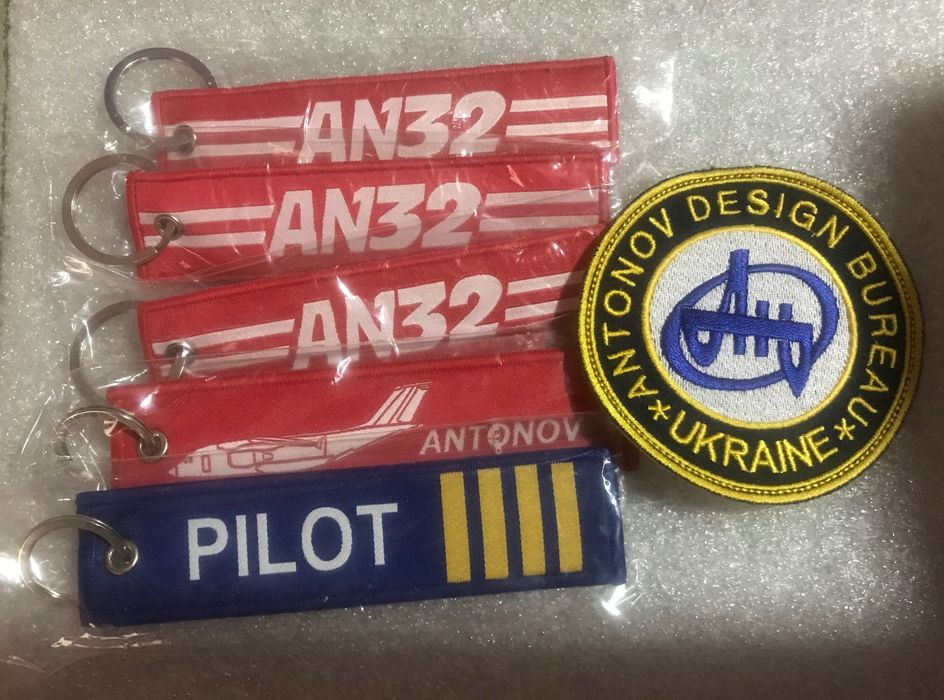 AN32
AN32
AN32
ANTONOV
PILOT
ANTONOV DESIGN BUREAU
*UKRAINE*